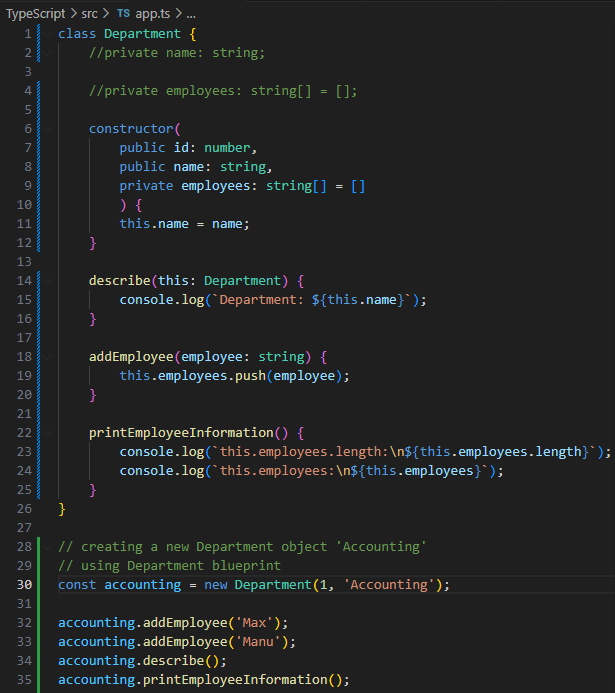 TypeScript > src > TS app.ts > ...
1 class Department {
2     //private name: string;
3
4     //private employees: string[] = [];
5
6     constructor(
7         public id: number,
8         public name: string,
9         private employees: string[] = []
10         ) {
11         this.name = name;
12     }
13
14     describe(this: Department) {
15         console.log(`Department: ${this.name}`);
16     }
17
18     addEmployee(employee: string) {
19         this.employees.push(employee);
20     }
21
22     printEmployeeInformation() {
23         console.log(`this.employees.length:\n${this.employees.length}`);
24         console.log(`this.employees:\n${this.employees}`);
25     }
26 }
27
28 // creating a new Department object 'Accounting'
29 // using Department blueprint
30 const accounting = new Department(1, 'Accounting');
31
32 accounting.addEmployee('Max');
33 accounting.addEmployee('Manu');
34 accounting.describe();
35 accounting.printEmployeeInformation();